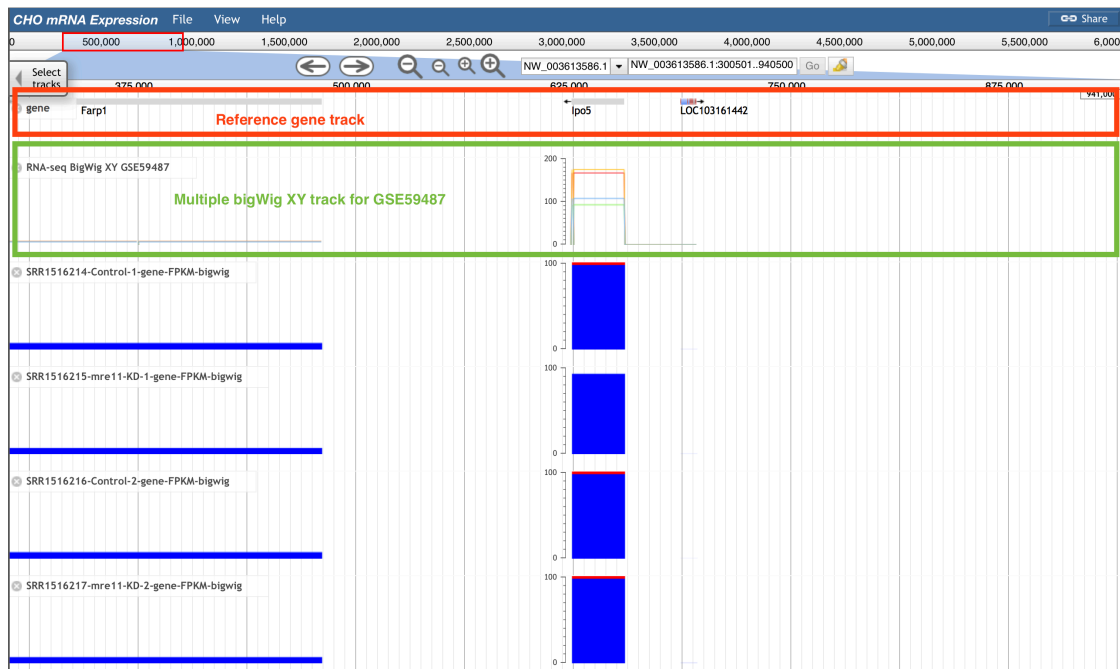 CHO mRNA Expression File View Help Share
0 500,000 1,000,000 1,500,000 2,000,000 2,500,000 3,000,000 3,500,000 4,000,000 4,500,000 5,000,000 5,500,000 6,000
Select
tracks
NW_003613586.1 NW_003613586.1:300501..940500 Go
375,000 500,000 625,000 750,000 875,000 941,000
gene Farp1 Ipo5 LOC103161442
Reference gene track
RNA-seq BigWig XY GSE59487
200
Multiple bigWig XY track for GSE59487
100
0
SRR1516214-Control-1-gene-FPKM-bigwig
100
0
SRR1516215-mre11-KD-1-gene-FPKM-bigwig
100
0
SRR1516216-Control-2-gene-FPKM-bigwig
100
0
SRR1516217-mre11-KD-2-gene-FPKM-bigwig
100
0